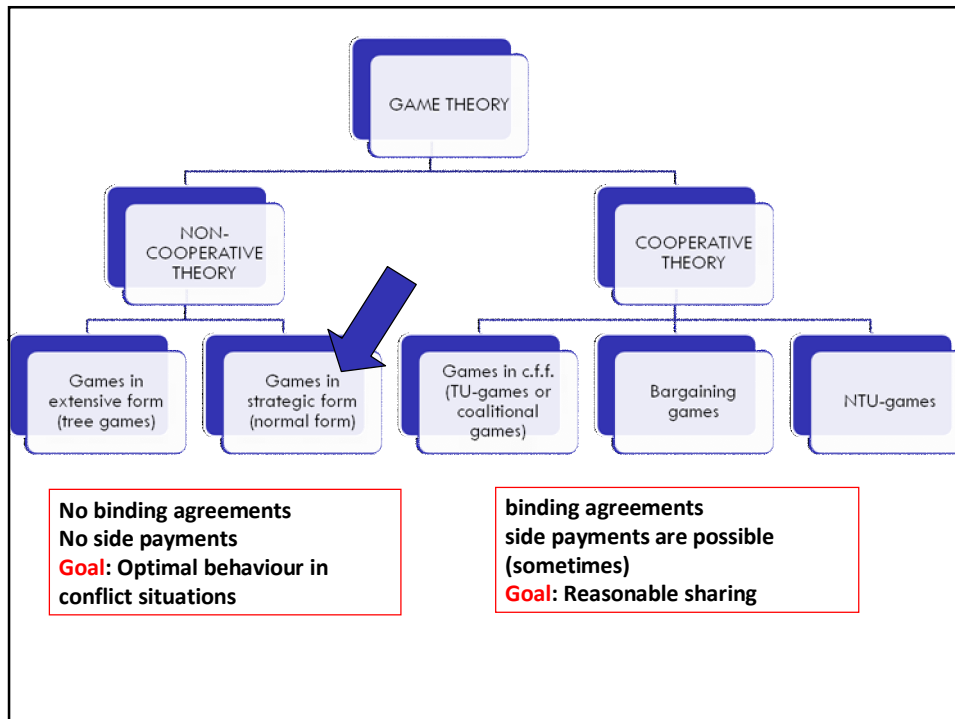 GAME THEORY
NON-
COOPERATIVE
THEORY
COOPERATIVE
THEORY
Games in
extensive form
(tree games)
Games in
strategic form
(normal form)
Games in c.f.f.
(TU-games or
coalitional
games)
Bargaining
games
NTU-games
No binding agreements
No side payments
Goal: Optimal behaviour in
conflict situations
binding agreements
side payments are possible
(sometimes)
Goal: Reasonable sharing